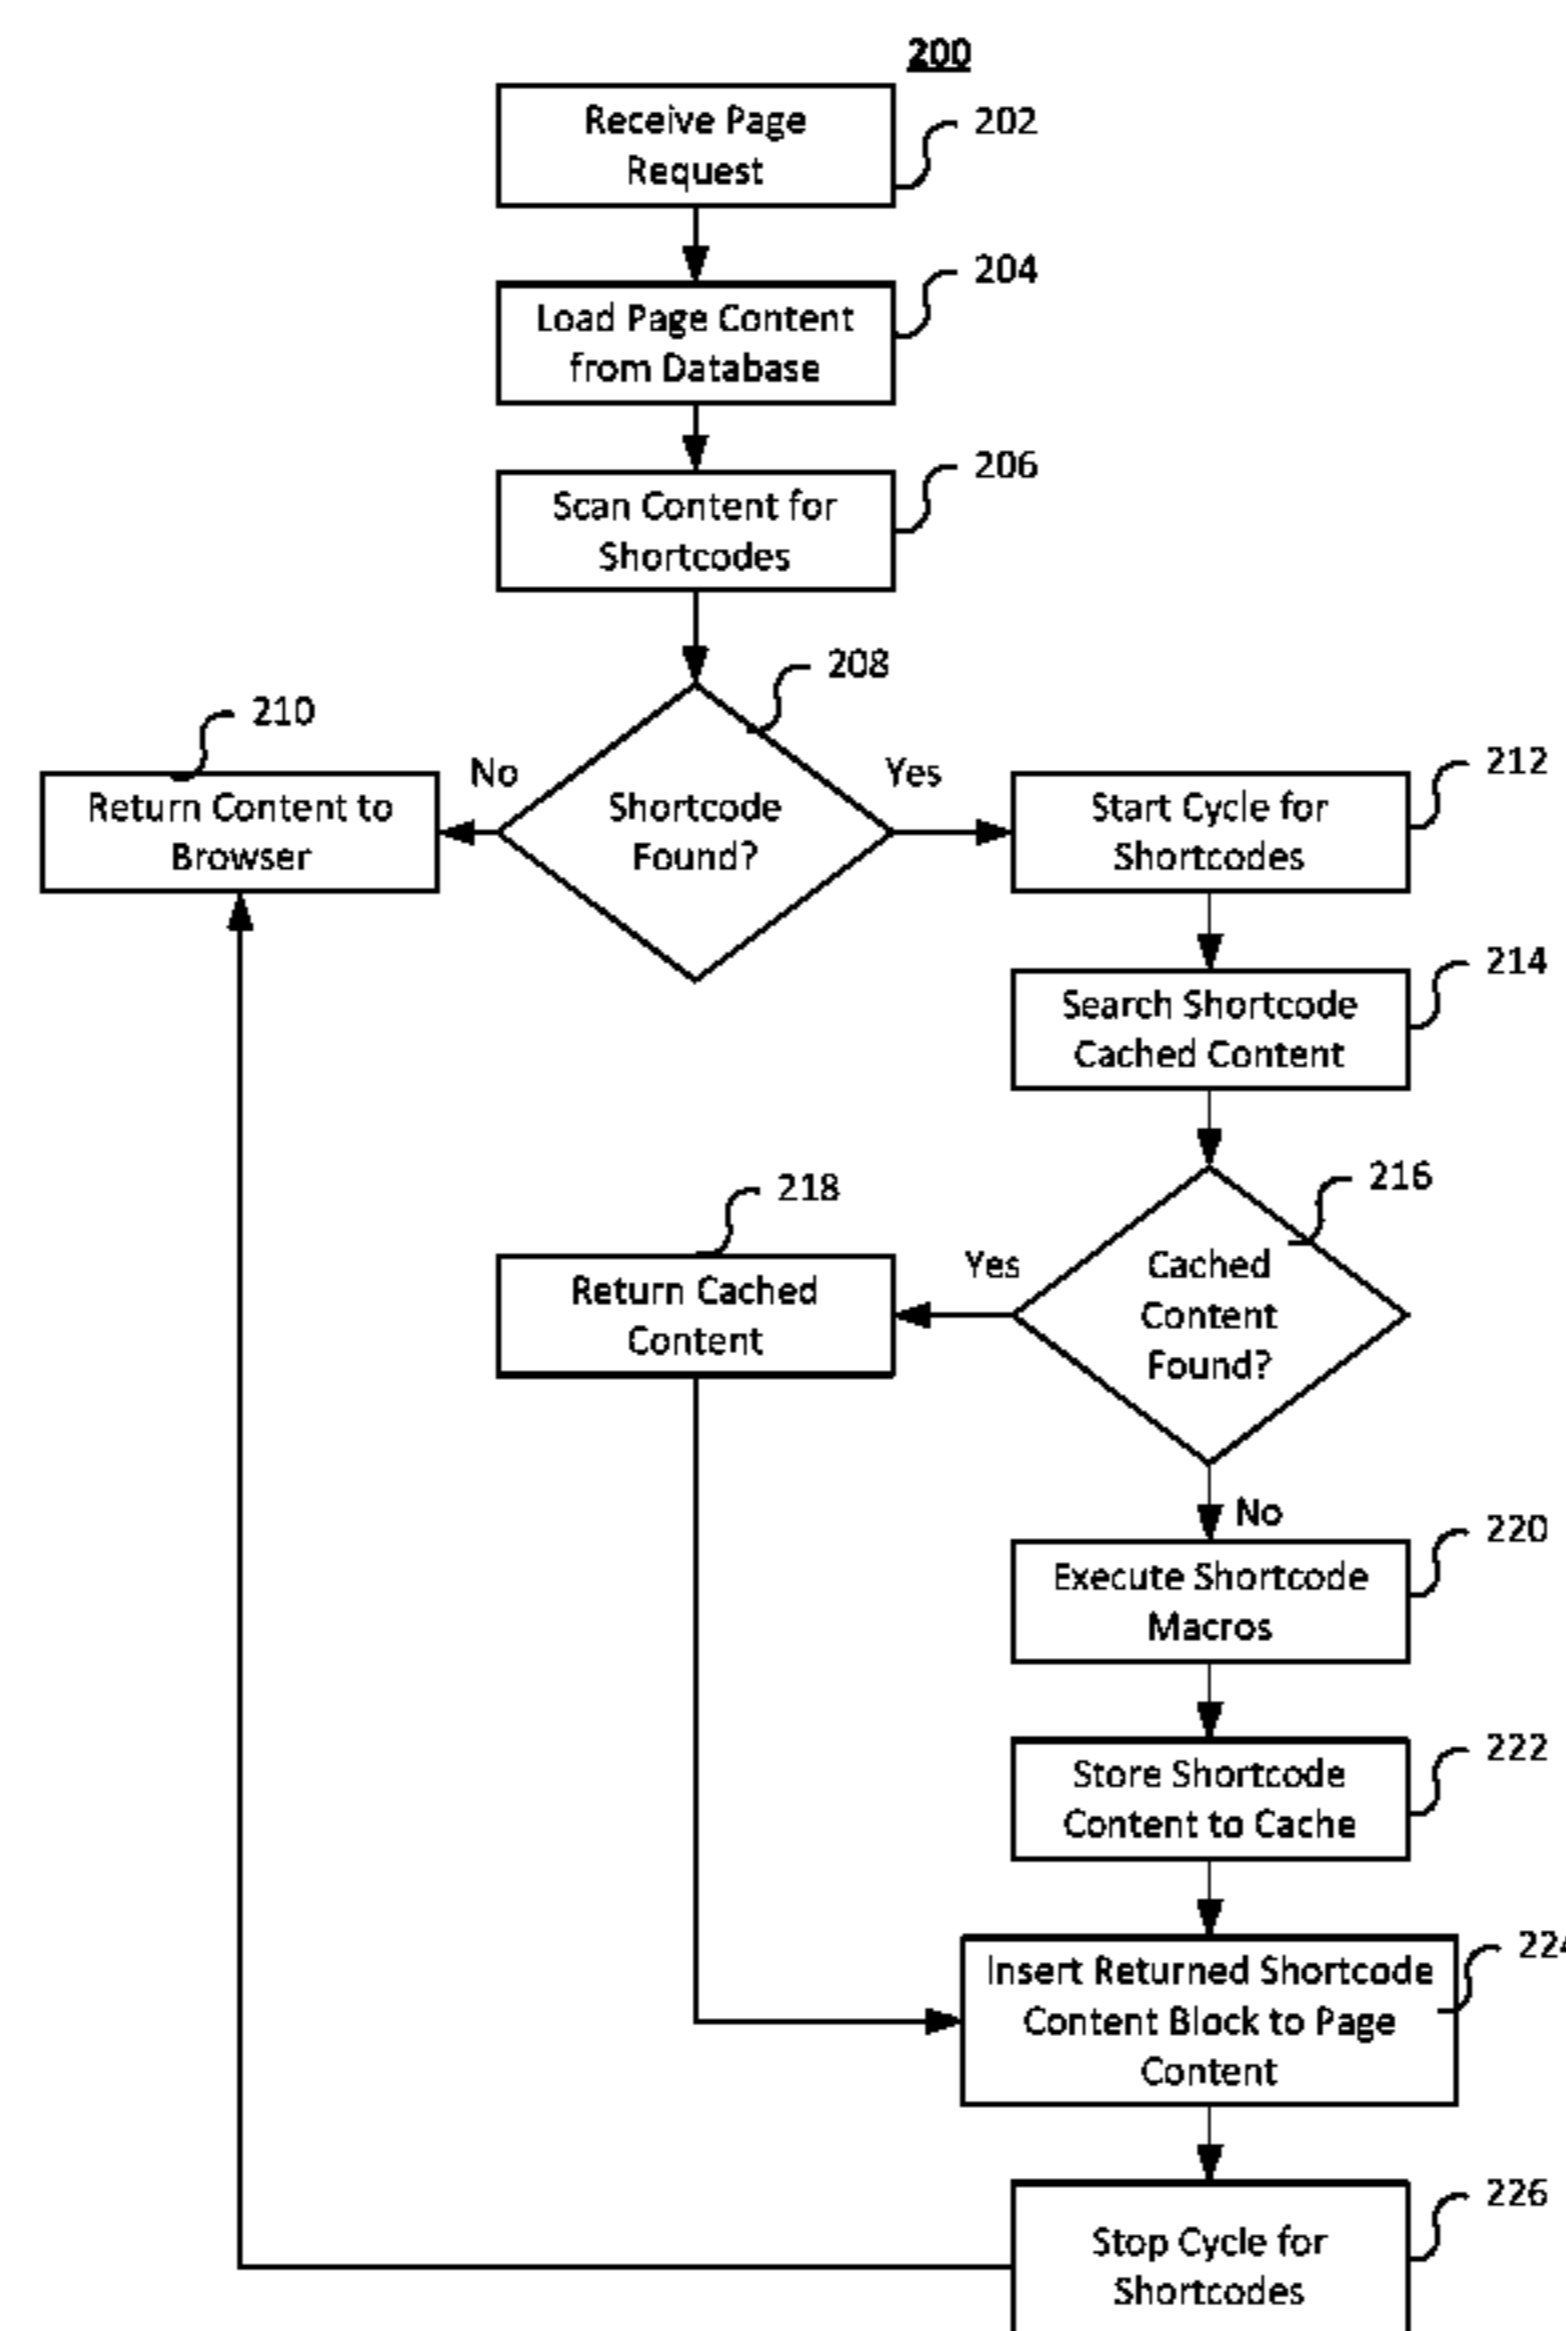 200
Receive Page
Request
202
Load Page Content
from Database
204
Scan Content for
Shortcodes
206
208
Shortcode
Found?
No
Yes
210
Return Content to
Browser
212
Start Cycle for
Shortcodes
214
Search Shortcode
Cached Content
216
Cached
Content
Found?
Yes
No
218
Return Cached
Content
220
Execute Shortcode
Macros
222
Store Shortcode
Content to Cache
224
Insert Returned Shortcode
Content Block to Page
Content
226
Stop Cycle for
Shortcodes